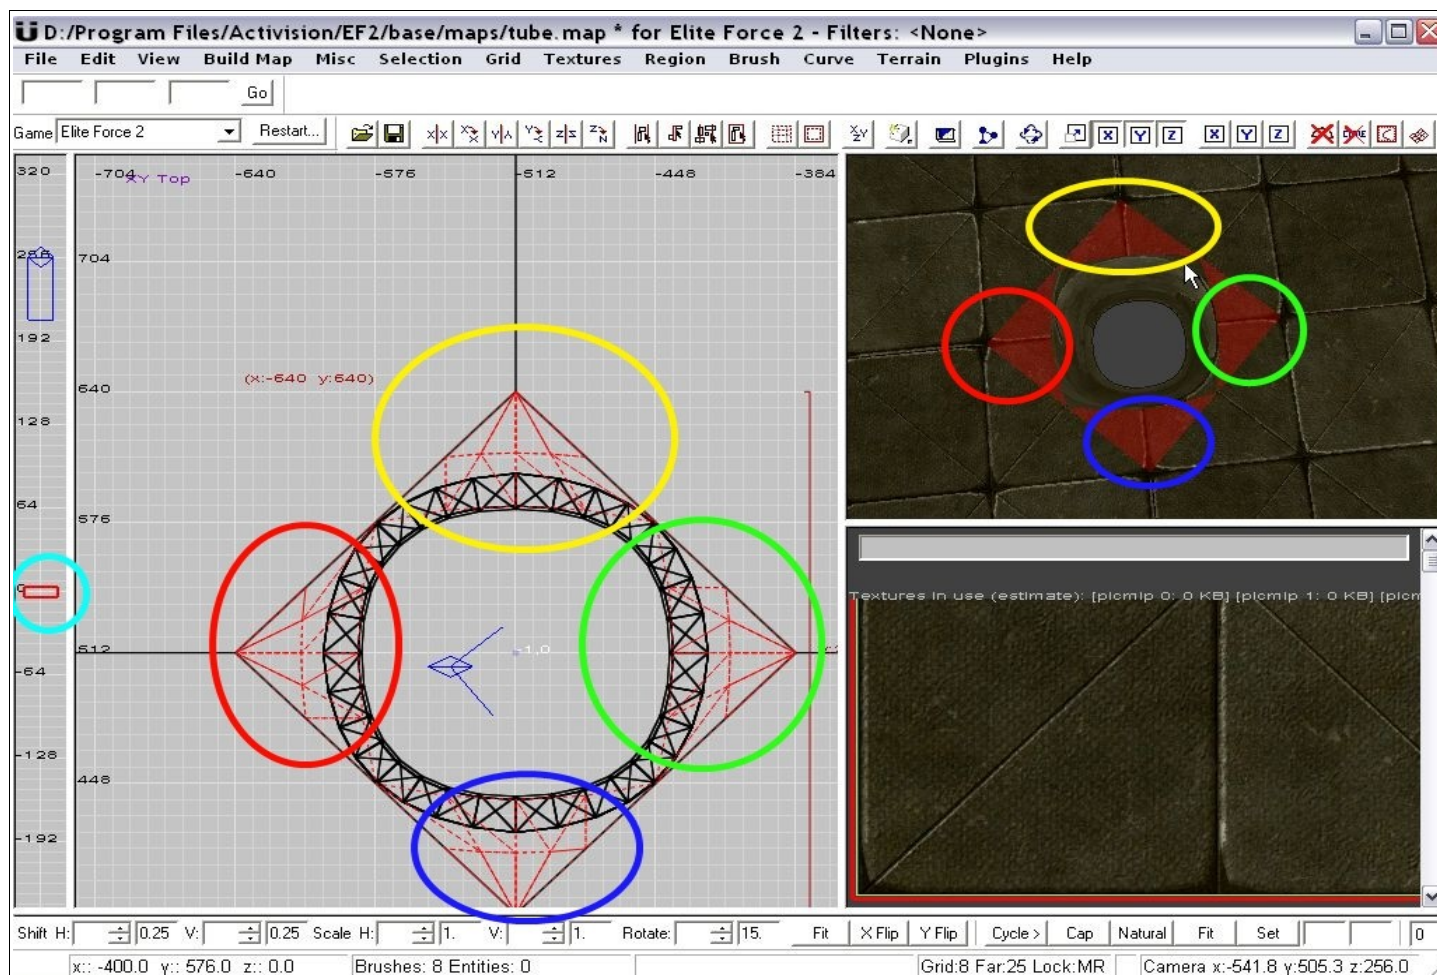 D:/Program Files/Activision/EF2/base/maps/tube.map * for Elite Force 2 - Filters: <None>
File Edit View Build Map Misc Selection Grid Textures Region Brush Curve Terrain Plugins Help
Go
Game Elite Force 2 Restart...
320
256
192
128
64
0
-64
-128
-192
-704 -640 -576 -512 -448 -384
XY Top
704
640
576
512
448
(x:-640 y:640)
-1,0
Textures in use (estimate): [picmip 0: 0 KB] [picmip 1: 0 KB] [picm
Shift H: 0.25 V: 0.25 Scale H: 1. V: 1. Rotate: 15. Fit X Flip Y Flip Cycle > Cap Natural Fit Set 0
x:: -400.0 y:: 576.0 z:: 0.0 Brushes: 8 Entities: 0 Grid:8 Far:25 Lock:MR Camera x:-541.8 y:505.3 z:256.0